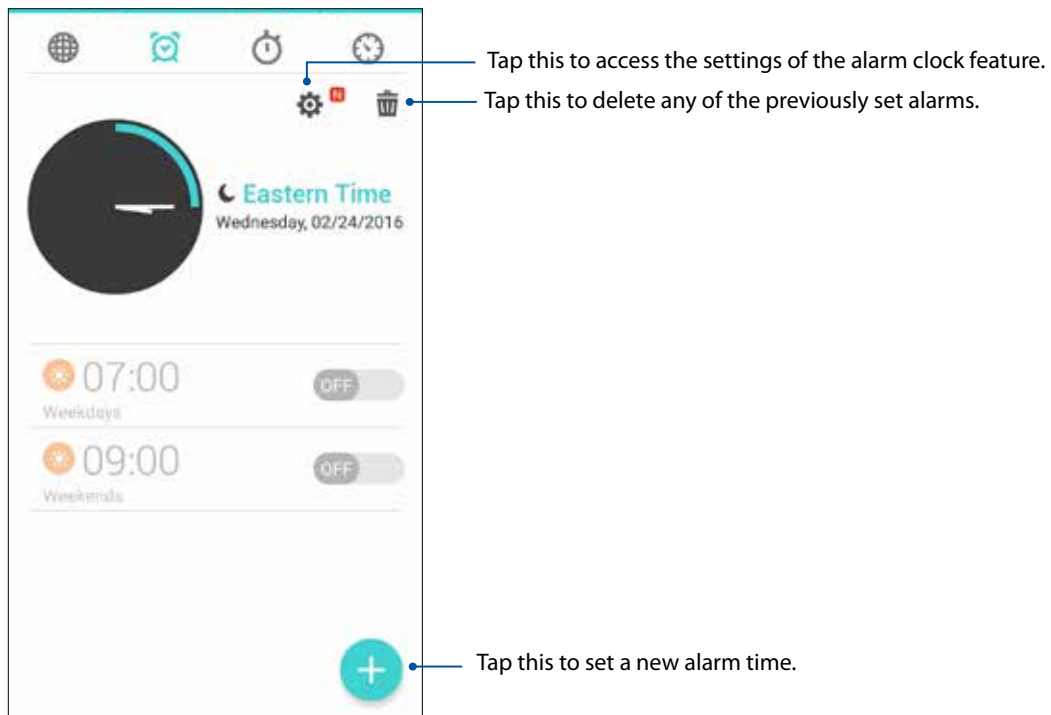 Tap this to access the settings of the alarm clock feature.
N
Tap this to delete any of the previously set alarms.
Eastern Time
Wednesday, 02/24/2016
07:00
OFF
Weekdays
09:00
OFF
Weekends
Tap this to set a new alarm time.